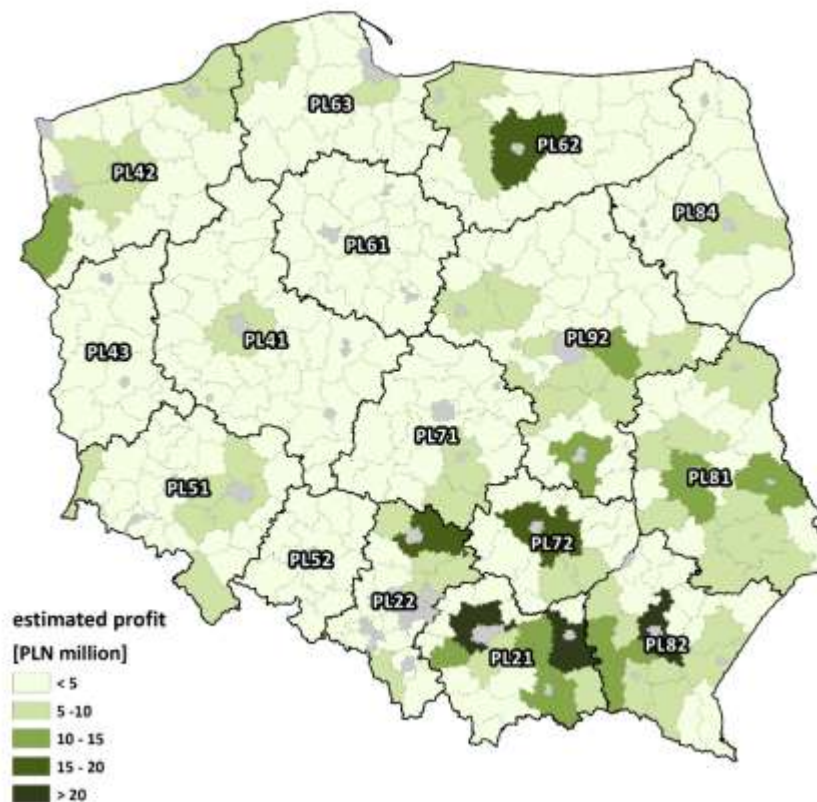 PL63
PL62
PL42
PL84
PL61
PL43
PL41
PL92
PL71
PL51
PL81
PL72
PL52
PL22
PL82
PL21
estimated profit
[PLN million]
< 5
5 -10
10 - 15
15 - 20
> 20